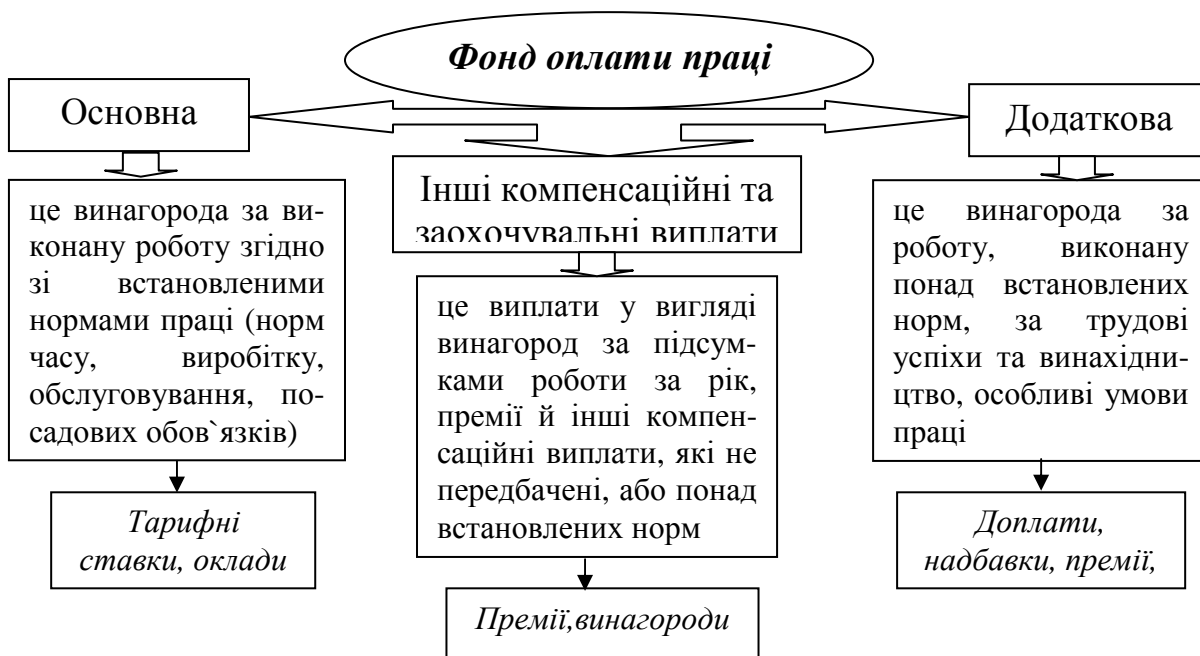 Фонд оплати праці
Основна
це винагорода за ви-
конану роботу згідно
зі встановленими
нормами праці (норм
часу, виробітку,
обслуговування, по-
садових обов`язків)
Тарифні
ставки, оклади
Інші компенсаційні та
заохочувальні виплати
це виплати у вигляді
винагород за підсум-
ками роботи за рік,
премії й інші компен-
саційні виплати, які не
передбачені, або понад
встановлених норм
Премії,винагороди
Додаткова
це винагорода за
роботу, виконану
понад встановлених
норм, за трудові
успіхи та винахідни-
цтво, особливі умови
праці
Доплати,
надбавки, премії,